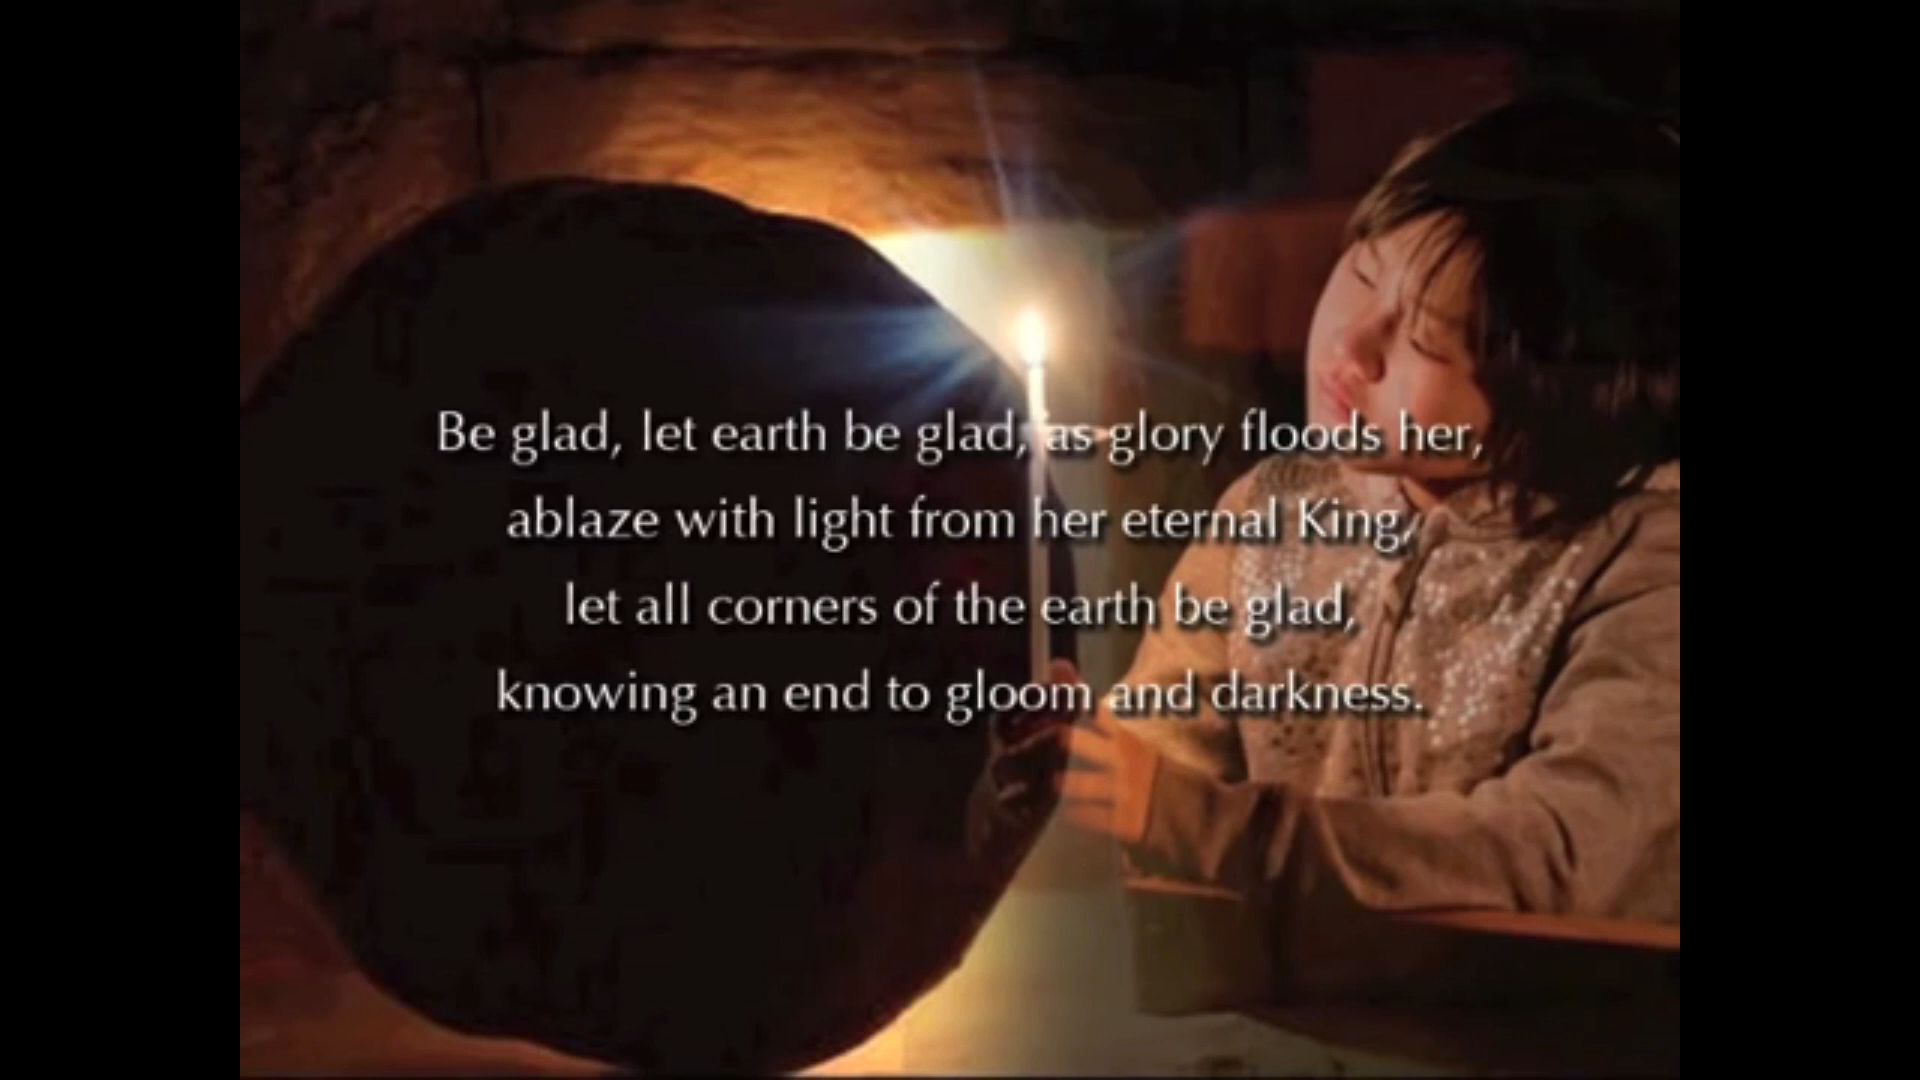 Be glad, let earth be glad, as glory floods her,
ablaze with light from her eternal King,
let all corners of the earth be glad,
knowing an end to gloom and darkness.